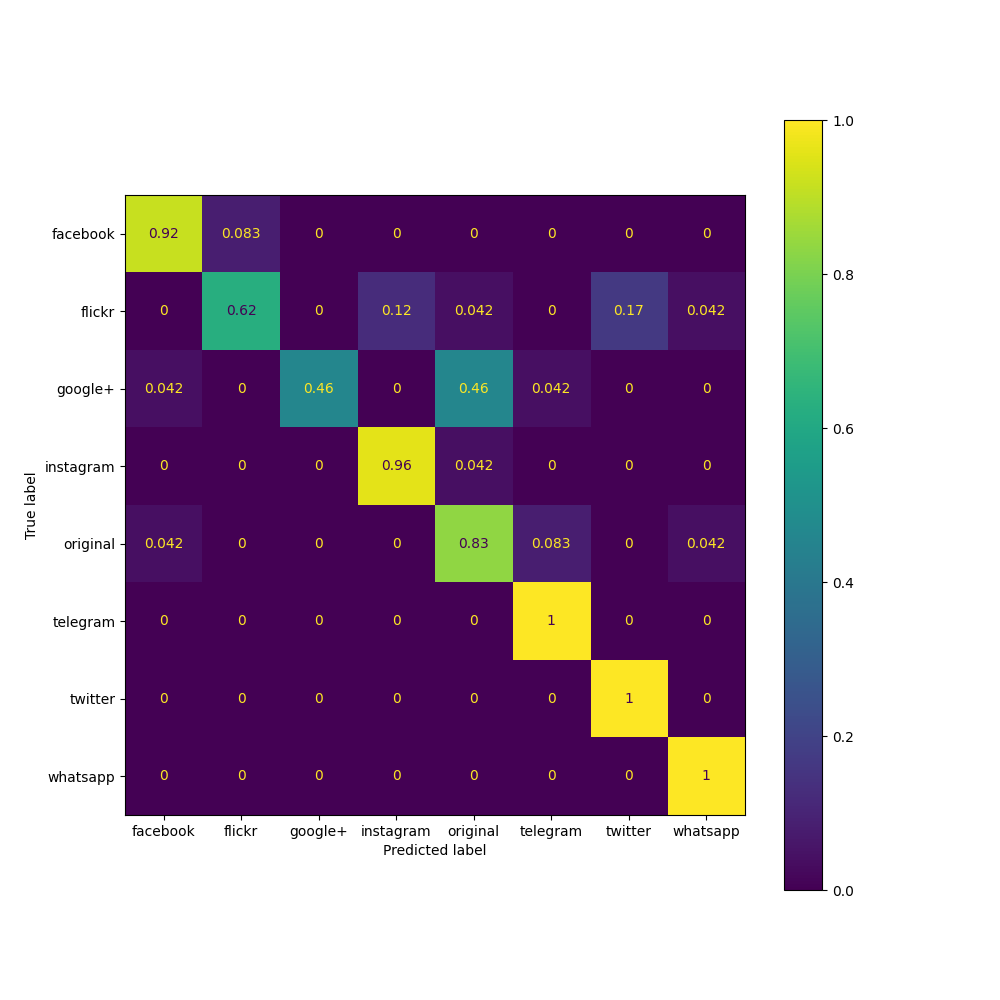 facebook 0.92 0.083 0 0 0 0 0 0
flickr 0 0.62 0 0.12 0.042 0 0.17 0.042
google+ 0.042 0 0.46 0 0.46 0.042 0 0
instagram 0 0 0 0.96 0.042 0 0 0
original 0.042 0 0 0 0.83 0.083 0 0.042
telegram 0 0 0 0 0 1 0 0
twitter 0 0 0 0 0 0 1 0
whatsapp 0 0 0 0 0 0 0 1
facebook flickr google+ instagram original telegram twitter whatsapp
Predicted label
True label
1.0
0.8
0.6
0.4
0.2
0.0